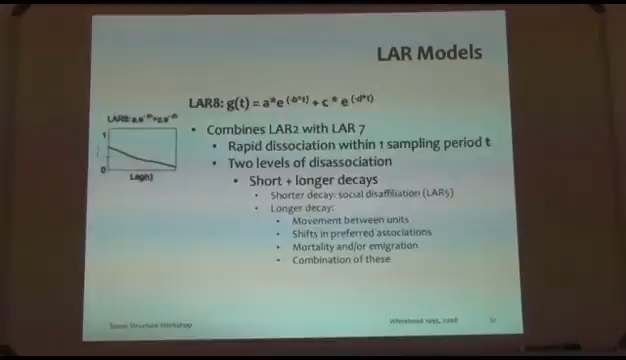 LAR Models
LAR8: g(t) = a*e (-b*t) + c * e (-d*t)
1
0
Lag(t)
• Combines LAR2 with LAR 7
• Rapid dissociation within 1 sampling period t
• Two levels of disassociation
• Short + longer decays
• Shorter decay: social disaffiliation (LAR5)
• Longer decay:
• Movement between units
• Shifts in preferred associations
• Mortality and/or emigration
• Combination of these
Social Structure Workshop
Whitehead 1995, 2008